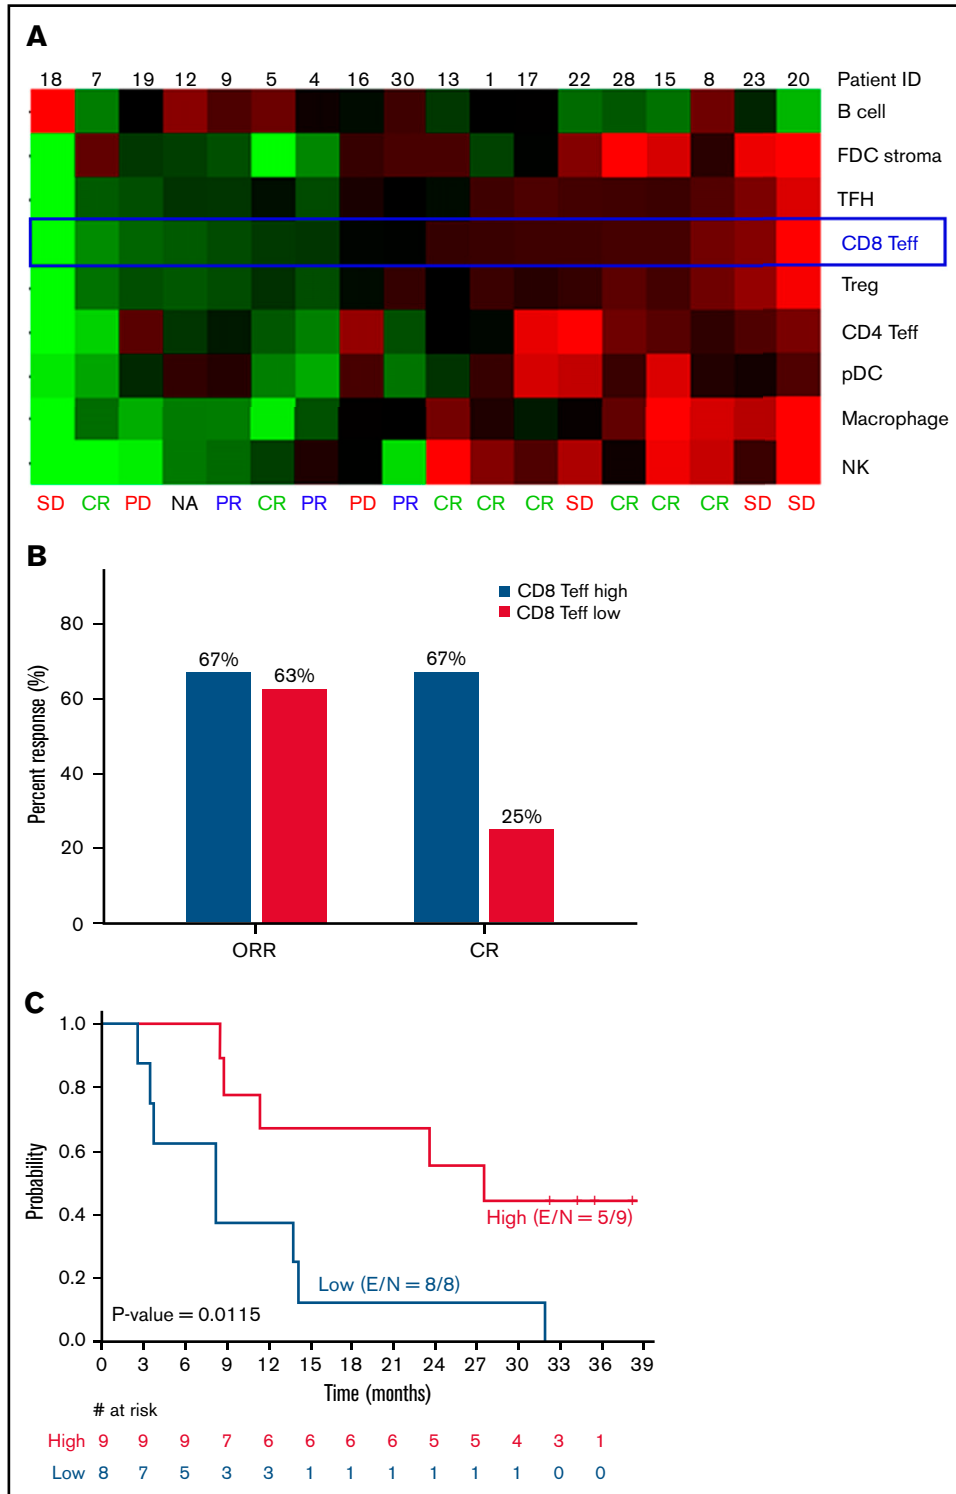 A
18 7 19 12 9 5 4 16 30 13 1 17 22 28 15 8 23 20 Patient ID
B cell
FDC stroma
TFH
CD8 Teff
Treg
CD4 Teff
pDC
Macrophage
NK
SD CR PD NA PR CR PR PD PR CR CR CR SD CR CR CR SD SD
B
CD8 Teff high
CD8 Teff low
Percent response (%)
80
60
40
20
0
67%
63%
67%
25%
ORR CR
C
Probability
1.0
0.8
0.6
0.4
0.2
0.0
High (E/N = 5/9)
Low (E/N = 8/8)
P-value = 0.0115
0 3 6 9 12 15 18 21 24 27 30 33 36 39
Time (months)
# at risk
High 9 9 9 7 6 6 6 6 5 5 4 3 1
Low 8 7 5 3 3 1 1 1 1 1 1 0 0